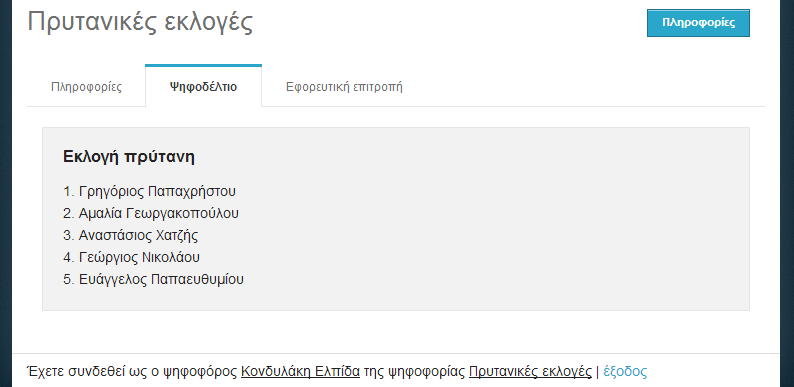 Πρυτανικές εκλογές
Πληροφορίες
Πληροφορίες Ψηφοδέλτιο Εφορευτική επιτροπή
Εκλογή πρύτανη
1. Γρηγόριος Παπαχρήστου
2. Αμαλία Γεωργακοπούλου
3. Αναστάσιος Χατζής
4. Γεώργιος Νικολάου
5. Ευάγγελος Παπαευθυμίου
Έχετε συνδεθεί ως ο ψηφοφόρος Κονδυλάκη Ελπίδα της ψηφοφορίας Πρυτανικές εκλογές | έξοδος